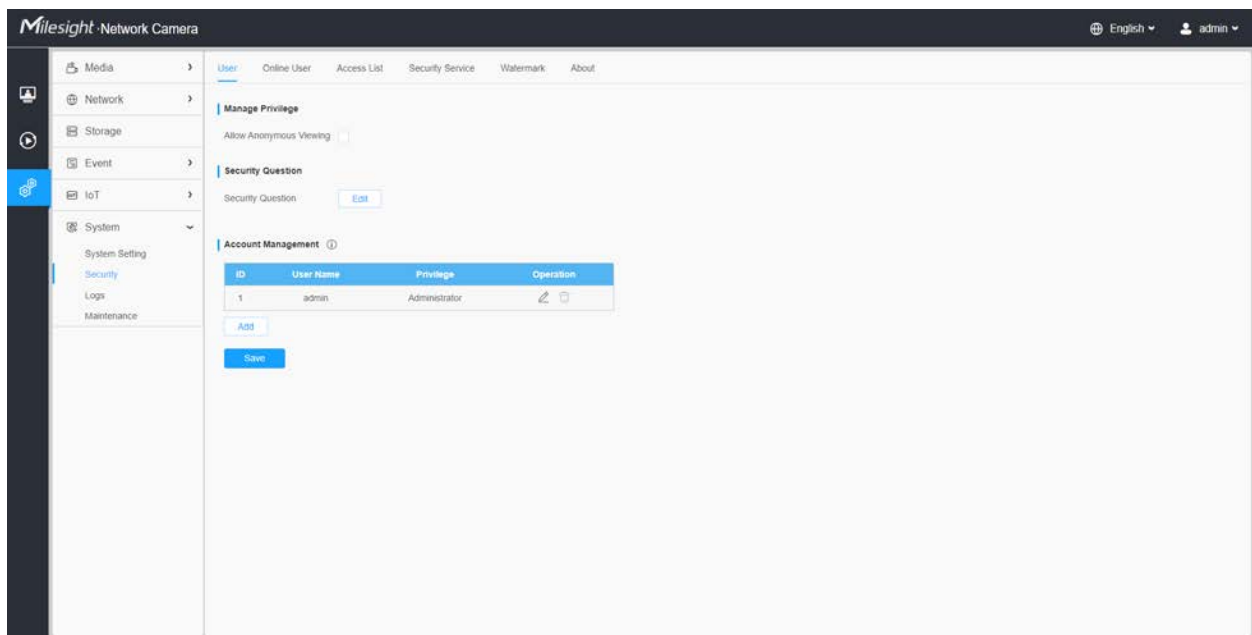 Milesight ·Network Camera
English
admin
Media
Network
Storage
Event
IoT
System
System Setting
Security
Logs
Maintenance
User Online User Access List Security Service Watermark About
Manage Privilege
Allow Anonymous Viewing
Security Question
Security Question Edit
Account Management
ID User Name Privilege Operation
1 admin Administrator
Add
Save